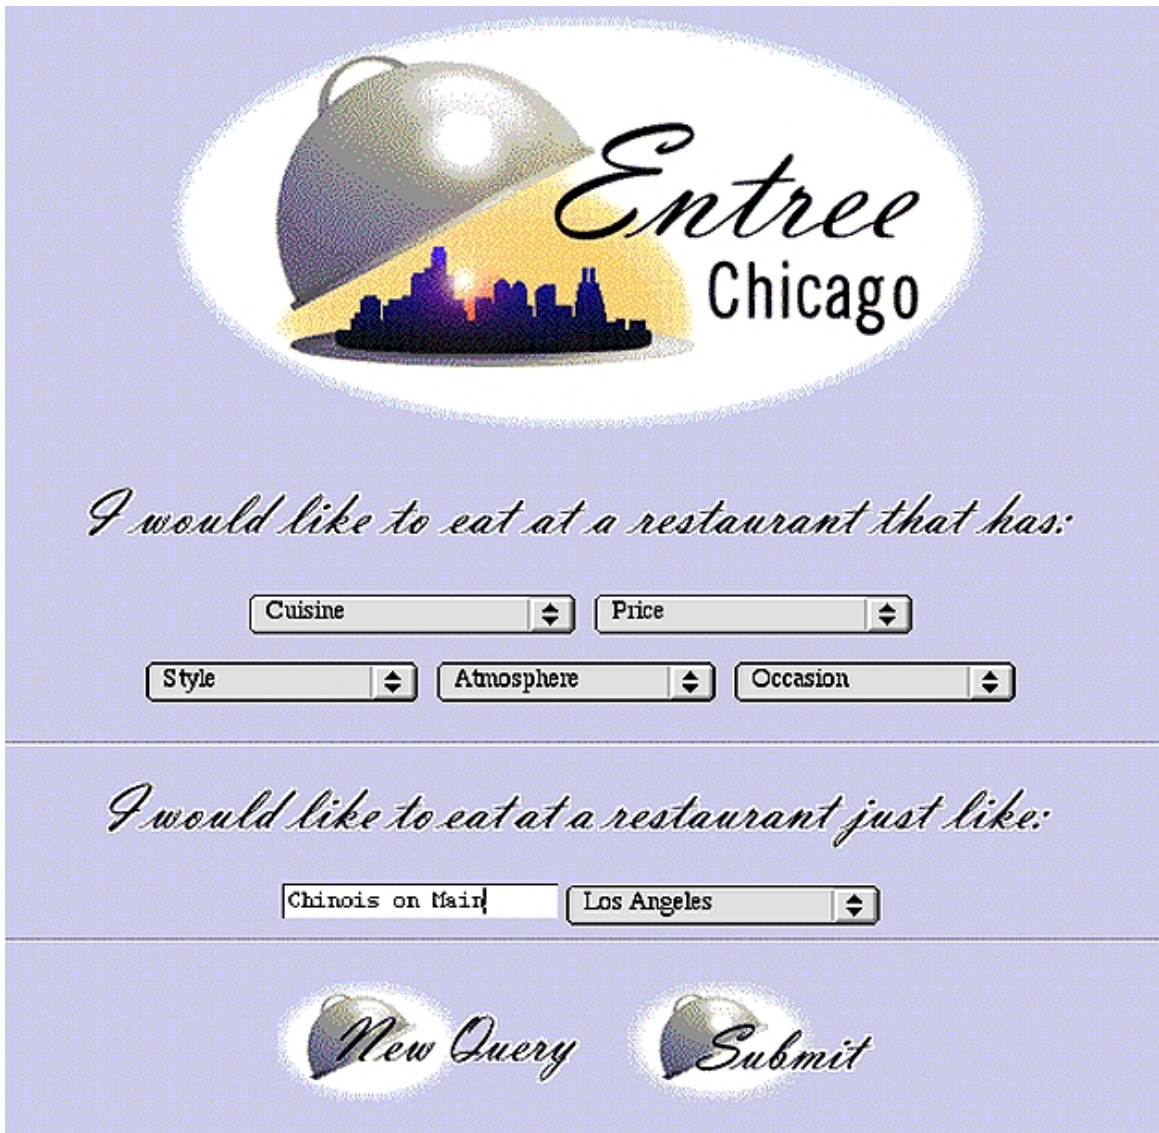 Entree
Chicago
I would like to eat at a restaurant that has:
Cuisine Price
Style Atmosphere Occasion
I would like to eat at a restaurant just like:
Chinois on Main Los Angeles
New Query Submit